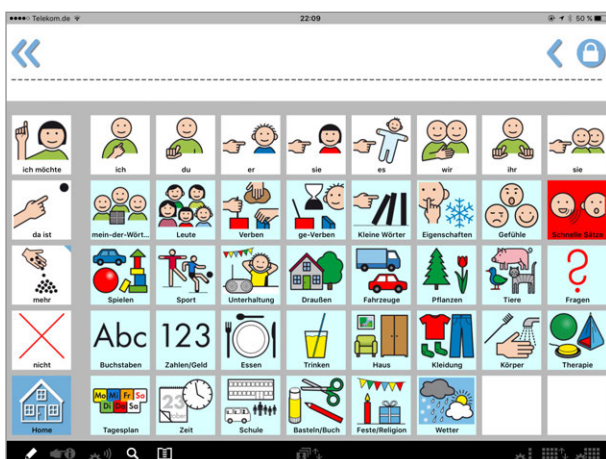 Telekom.de 22:09 50 %
ich möchte ich du er sie es wir ihr sie
da ist mein-der-Wört... Leute Verben ge-Verben Kleine Wörter Eigenschaften Gefühle Schnelle Sätze
mehr Spielen Sport Unterhaltung Draußen Fahrzeuge Pflanzen Tiere Fragen
Abc 123
nicht Buchstaben Zahlen/Geld Essen Trinken Haus Kleidung Körper Therapie
Mo Mi Fr So
Di Do Sa
23
Home Tagesplan Zeit Schule Basteln/Buch Feste/Religion Wetter